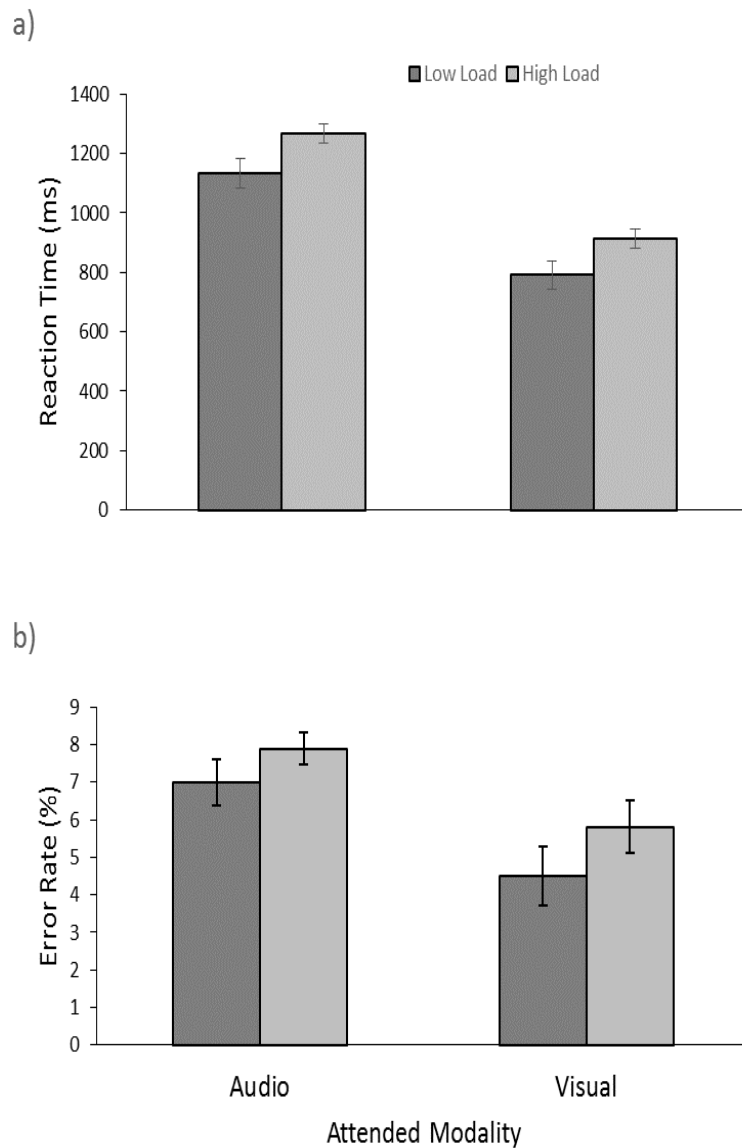 a)
Low Load High Load
1400
1200
1000
800
600
400
200
0
Reaction Time (ms)
b)
9
8
7
6
5
4
3
2
1
0
Error Rate (%)
Audio Visual
Attended Modality